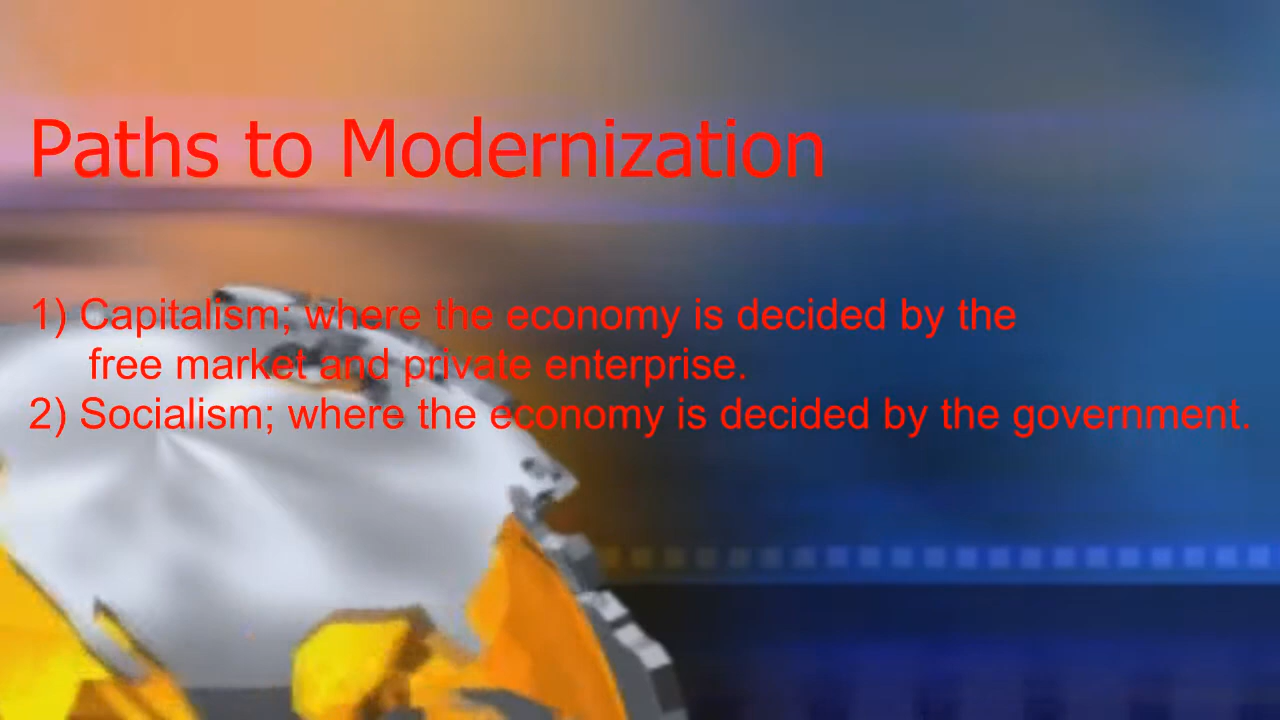 Paths to Modernization
1) Capitalism; where the economy is decided by the
free market and private enterprise.
2) Socialism; where the economy is decided by the government.